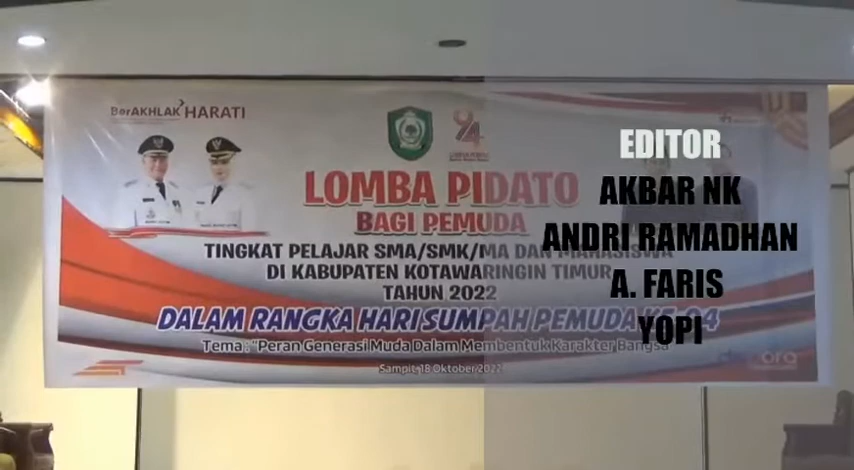 BerAKHLAK HARATI
94
LOMBA PIDATO
BAGI PEMUDA
TINGKAT PELAJAR SMA/SMK/MA DAN MAHASISWA
DI KABUPATEN KOTAWARINGIN TIMUR
TAHUN 2022
DALAM RANGKA HARI SUMPAH PEMUDA KE 94
Tema : "Peran Generasi Muda Dalam Membentuk Karakter Bangsa"
Sampit, 18 Oktober 2022
EDITOR
AKBAR NK
ANDRI RAMADHAN
A. FARIS
YOPI